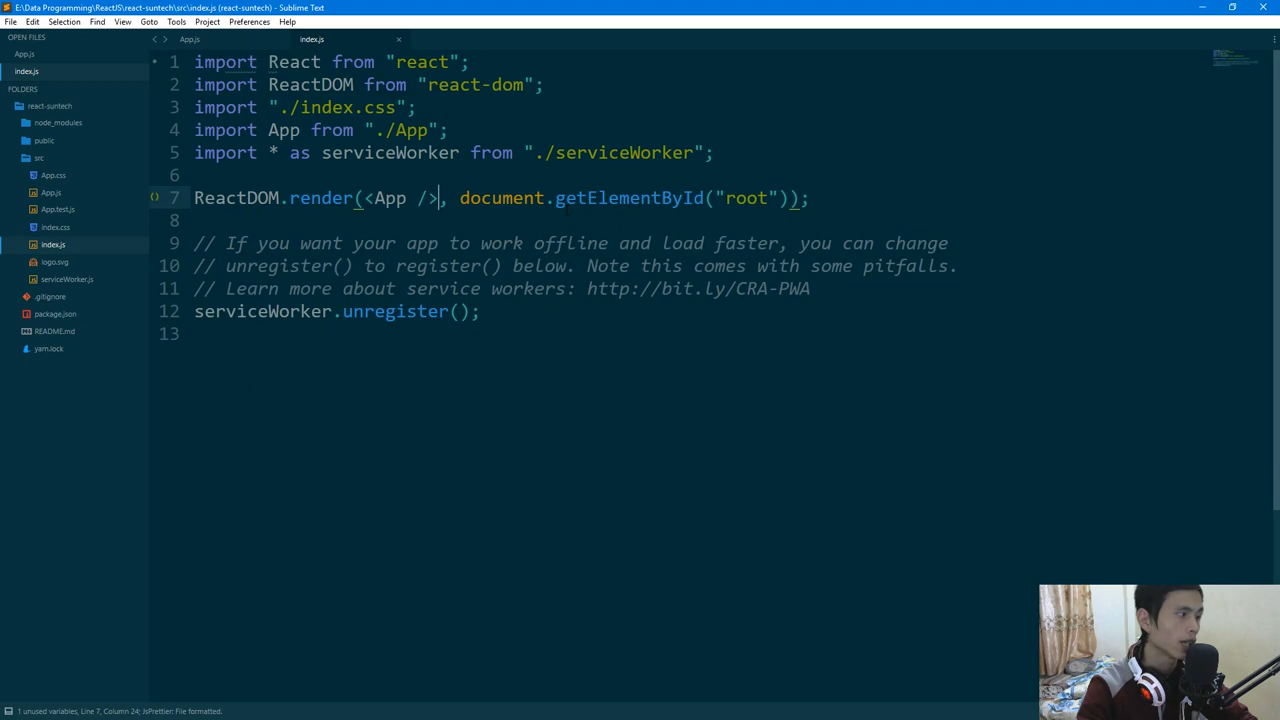 E:\Data Programming\ReactJS\react-suntech\src\index.js (react-suntech) - Sublime Text
File Edit Selection Find View Goto Tools Project Preferences Help
OPEN FILES
App.js
index.js
FOLDERS
react-suntech
node_modules
public
src
App.css
App.js
App.test.js
index.css
index.js
logo.svg
serviceWorker.js
.gitignore
package.json
README.md
yarn.lock
App.js index.js
1 import React from "react";
2 import ReactDOM from "react-dom";
3 import "./index.css";
4 import App from "./App";
5 import * as serviceWorker from "./serviceWorker";
6
7 ReactDOM.render(<App />, document.getElementById("root"));
8
9 // If you want your app to work offline and load faster, you can change
10 // unregister() to register() below. Note this comes with some pitfalls.
11 // Learn more about service workers: http://bit.ly/CRA-PWA
12 serviceWorker.unregister();
13
1 unused variables, Line 7, Column 24; JsPrettier: File formatted.